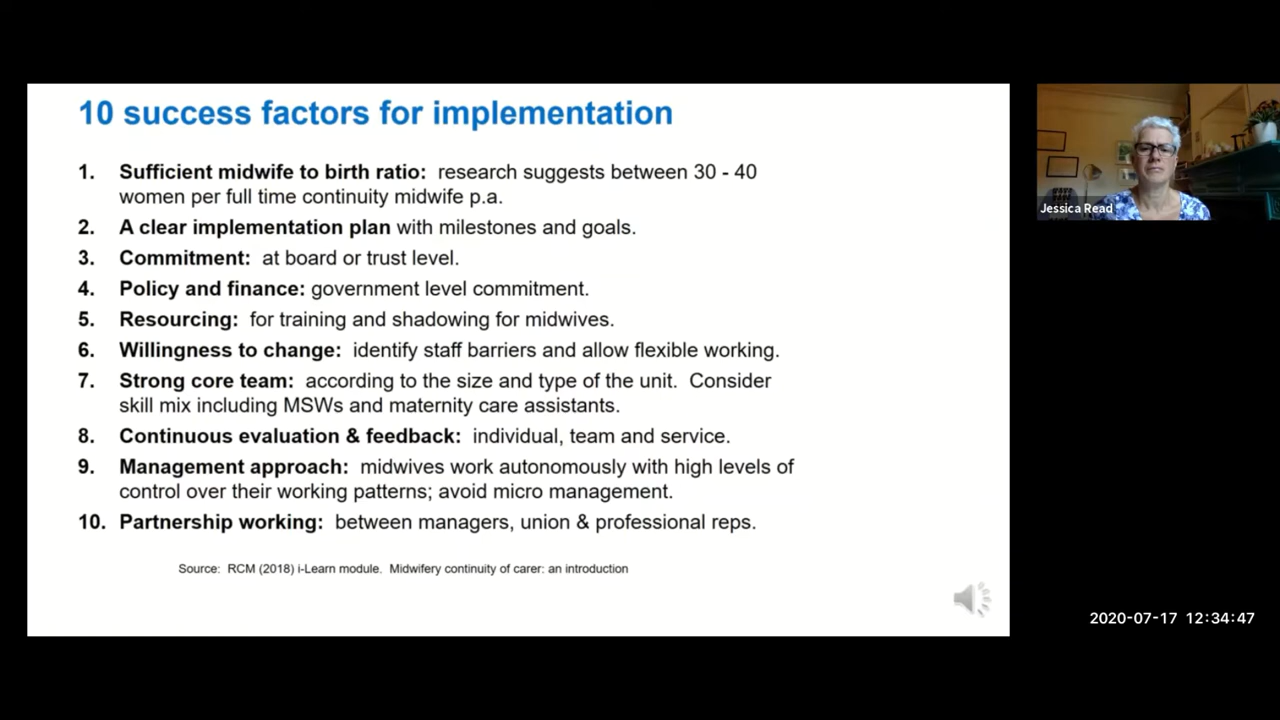 10 success factors for implementation
1. Sufficient midwife to birth ratio: research suggests between 30 - 40
women per full time continuity midwife p.a.
2. A clear implementation plan with milestones and goals.
3. Commitment: at board or trust level.
4. Policy and finance: government level commitment.
5. Resourcing: for training and shadowing for midwives.
6. Willingness to change: identify staff barriers and allow flexible working.
7. Strong core team: according to the size and type of the unit. Consider
skill mix including MSWs and maternity care assistants.
8. Continuous evaluation & feedback: individual, team and service.
9. Management approach: midwives work autonomously with high levels of
control over their working patterns; avoid micro management.
10. Partnership working: between managers, union & professional reps.
Source: RCM (2018) i-Learn module. Midwifery continuity of carer: an introduction
Jessica Read
2020-07-17 12:34:47